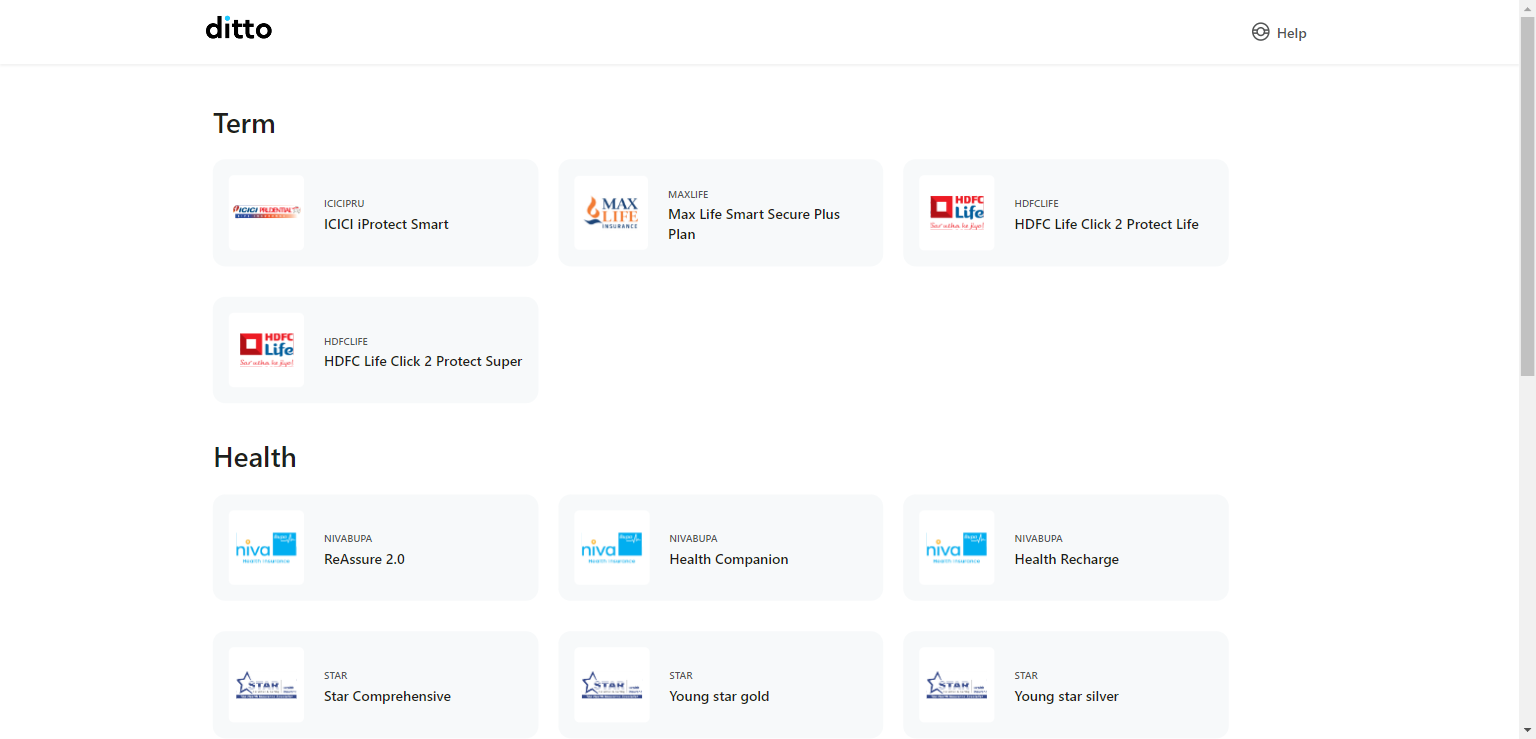 ditto
Help
Term
ICICI PRUDENTIAL
ICICIPRU
ICICI iProtect Smart
MAX
LIFE
INSURANCE
MAXLIFE
Max Life Smart Secure Plus
Plan
HDFC
Life
Sar utha ke jiyo!
HDFCLIFE
HDFC Life Click 2 Protect Life
HDFC
Life
Sar utha ke jiyo!
HDFCLIFE
HDFC Life Click 2 Protect Super
Health
niva
Health Insurance
NIVABUPA
ReAssure 2.0
niva
Health Insurance
NIVABUPA
Health Companion
niva
Health Insurance
NIVABUPA
Health Recharge
STAR
STAR
Star Comprehensive
STAR
STAR
Young star gold
STAR
STAR
Young star silver